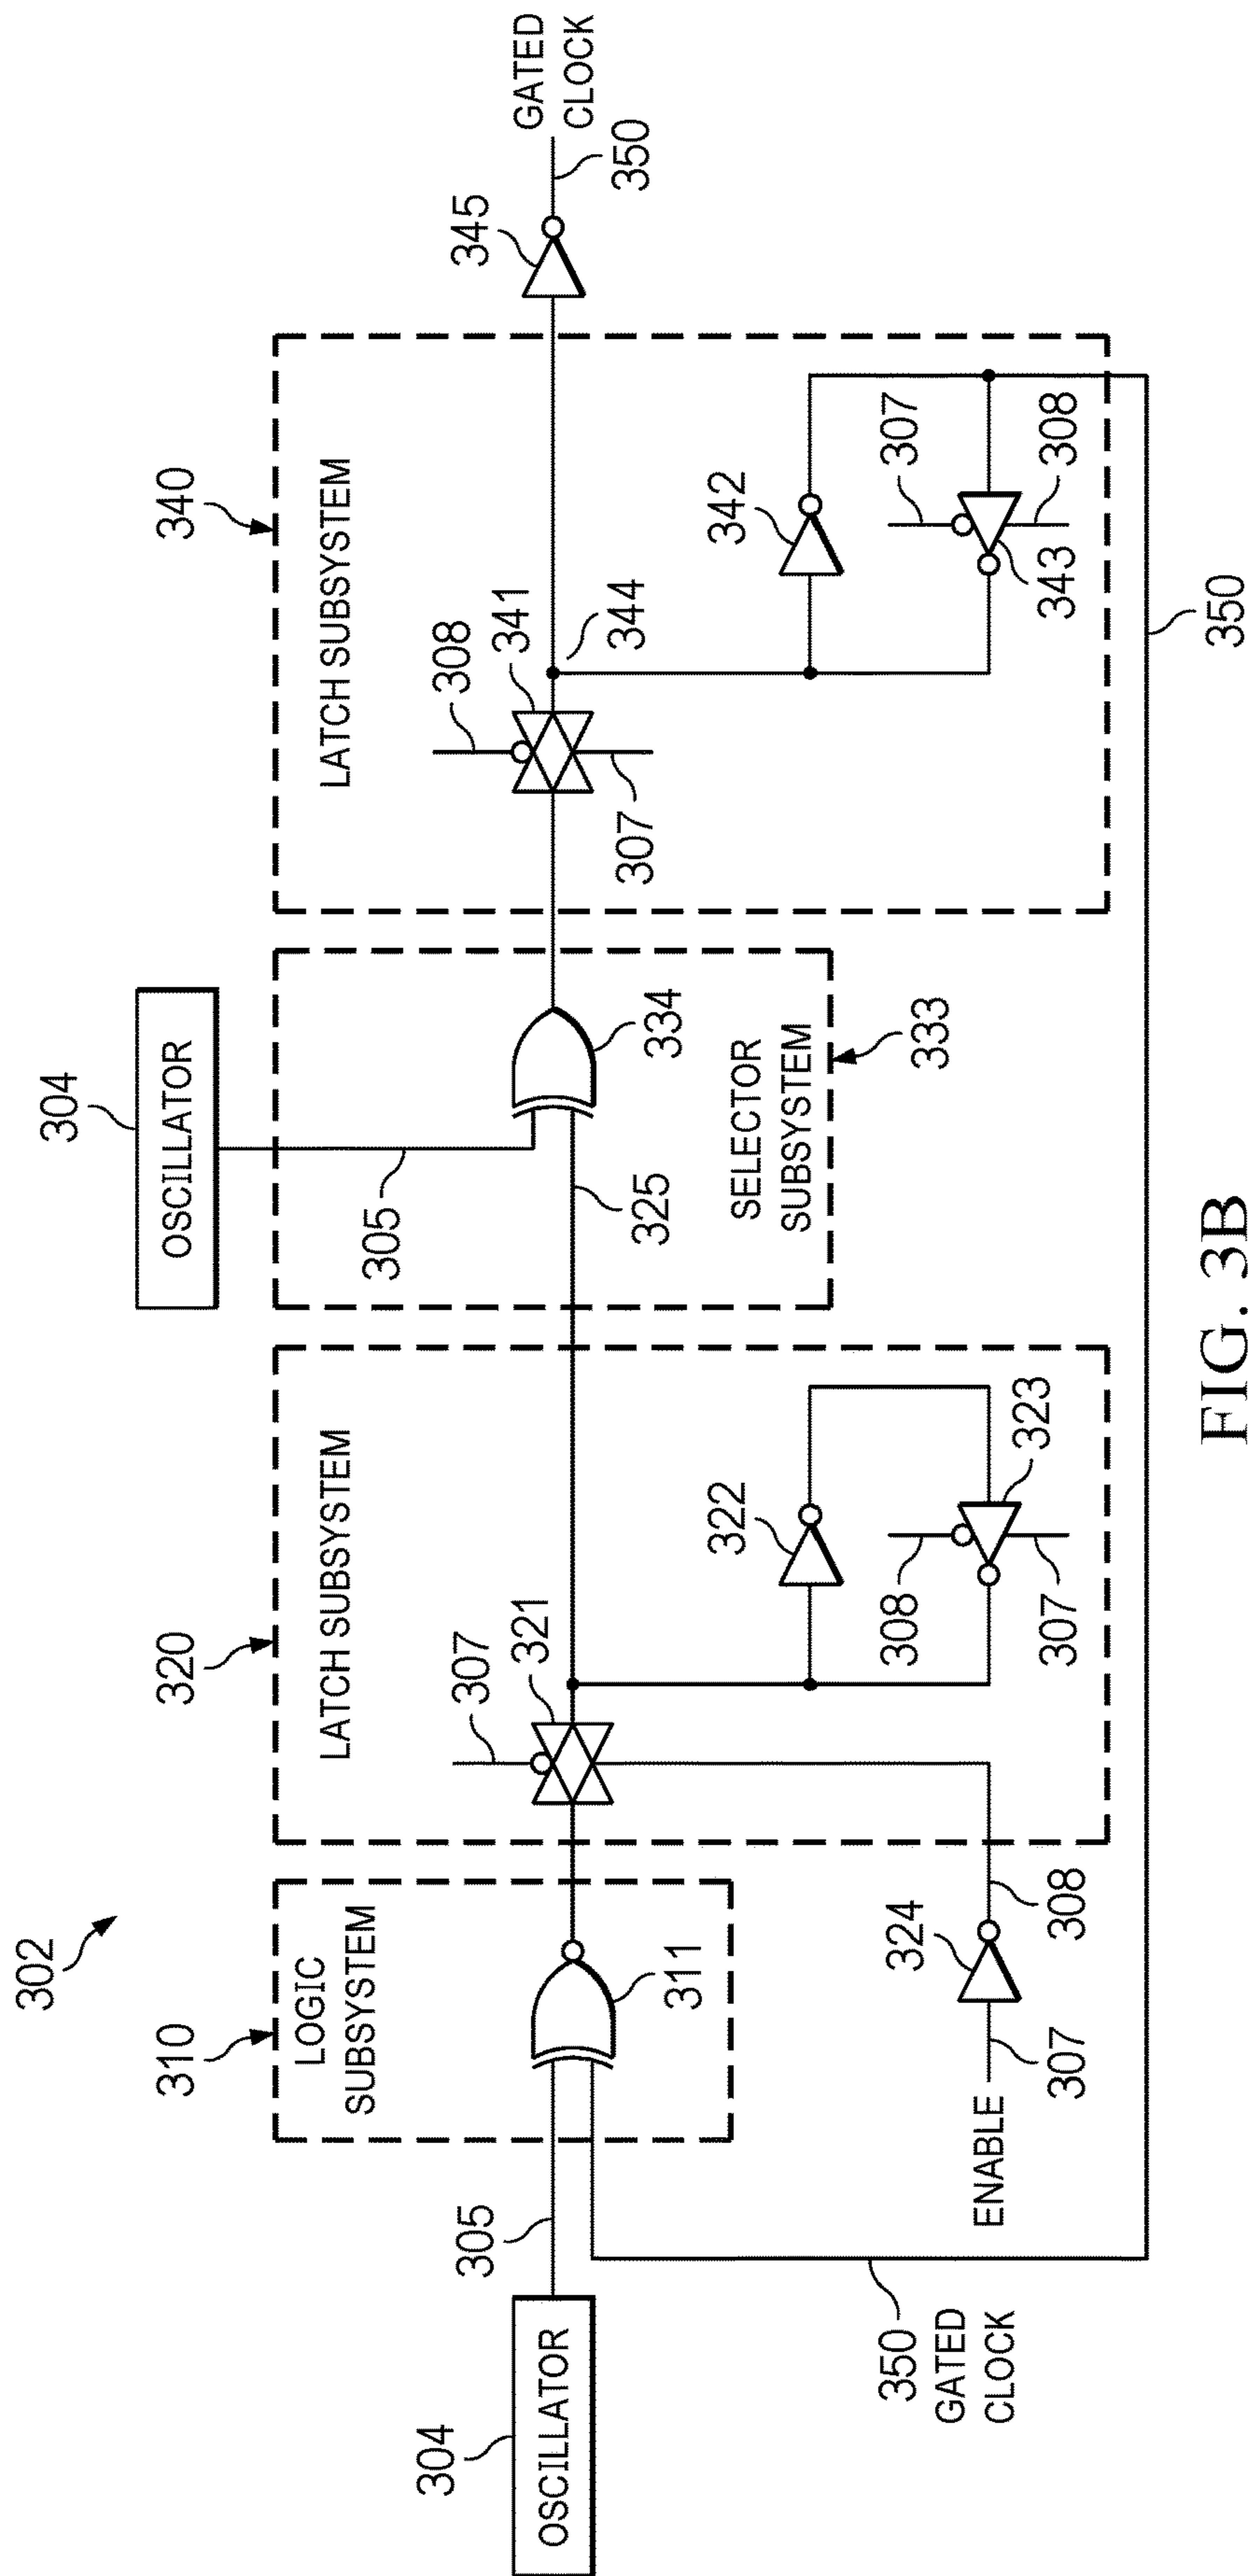 302
310
LOGIC
SUBSYSTEM
311
304
OSCILLATOR
305
350
GATED
CLOCK
ENABLE
307
324
308
320
LATCH SUBSYSTEM
307
321
322
308
307
323
304
OSCILLATOR
305
325
334
SELECTOR
SUBSYSTEM
333
340
LATCH SUBSYSTEM
308
341
307
344
342
307
343
308
350
345
GATED
CLOCK
350
FIG. 3B